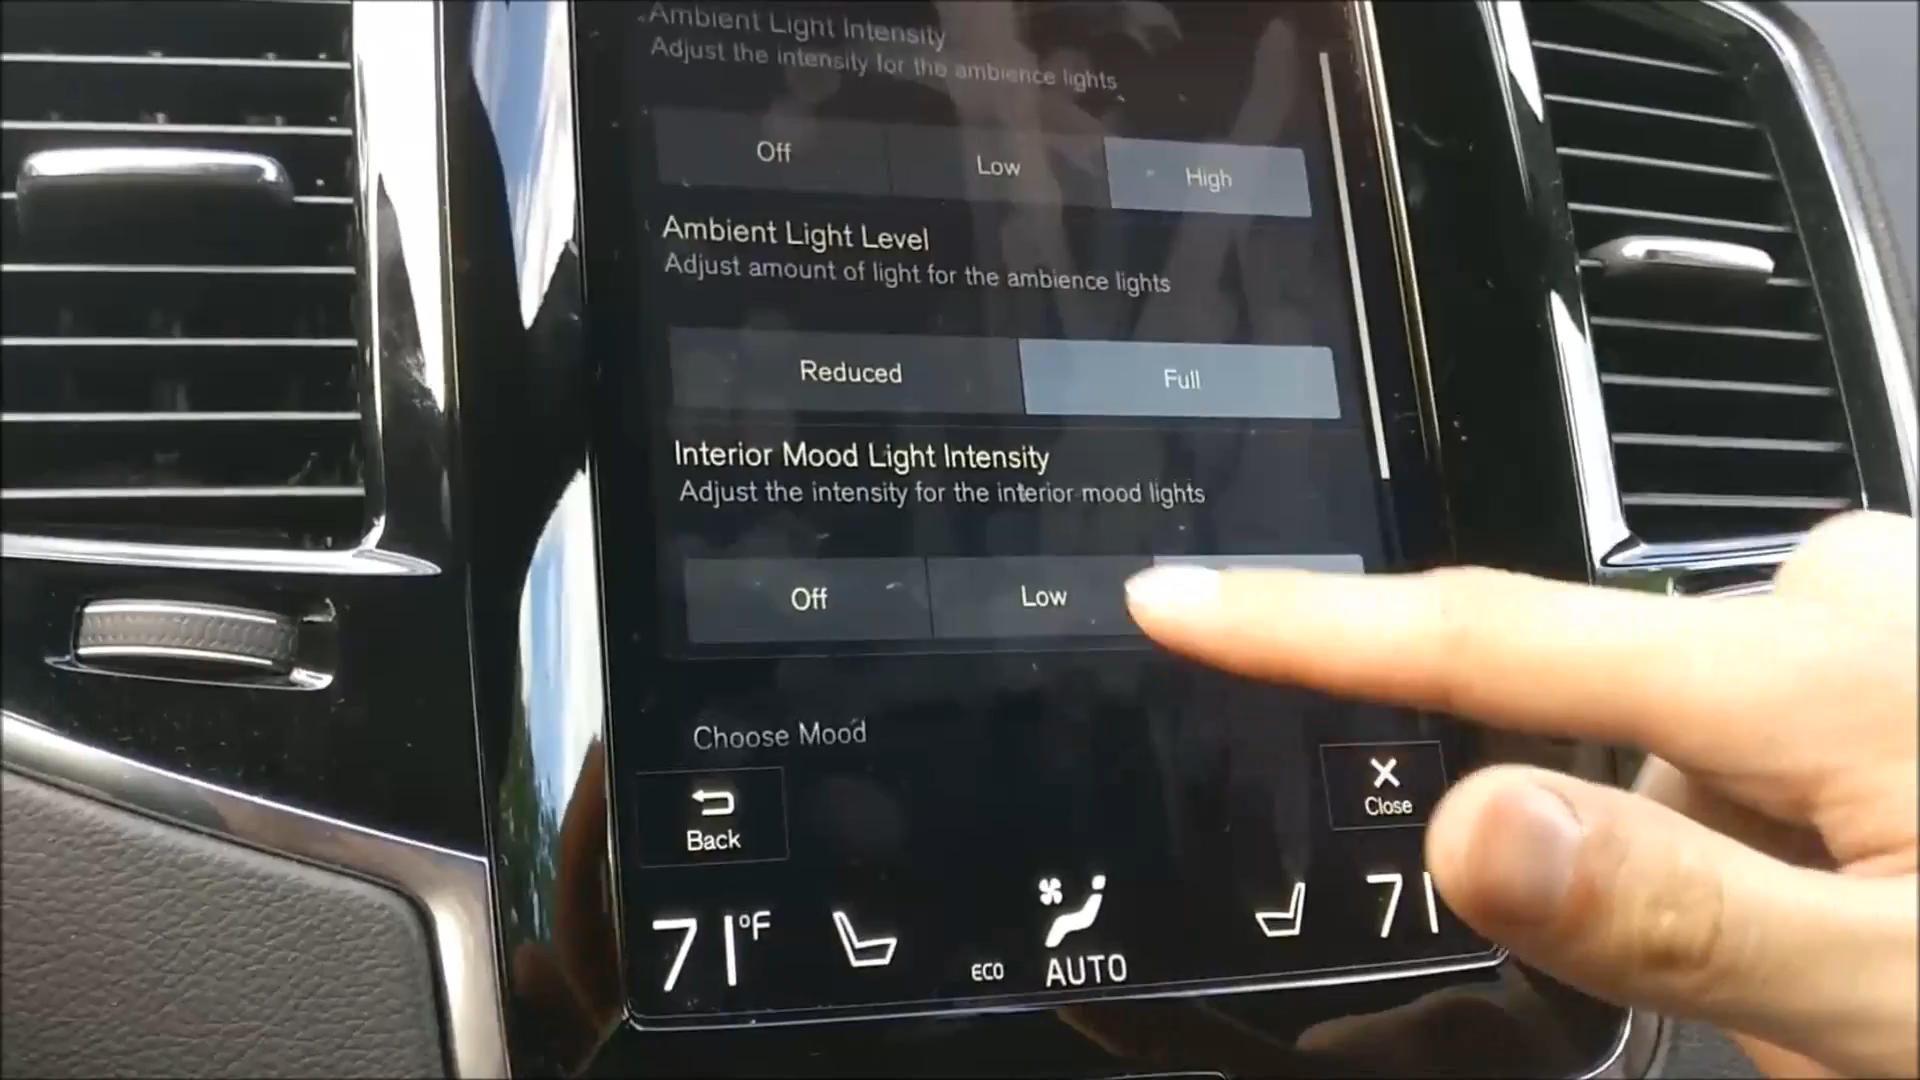 Ambient Light Intensity
Adjust the intensity for the ambience lights
Off Low High
Ambient Light Level
Adjust amount of light for the ambience lights
Reduced Full
Interior Mood Light Intensity
Adjust the intensity for the interior mood lights
Off Low
Choose Mood
Back
Close
71°F
ECO
AUTO
71